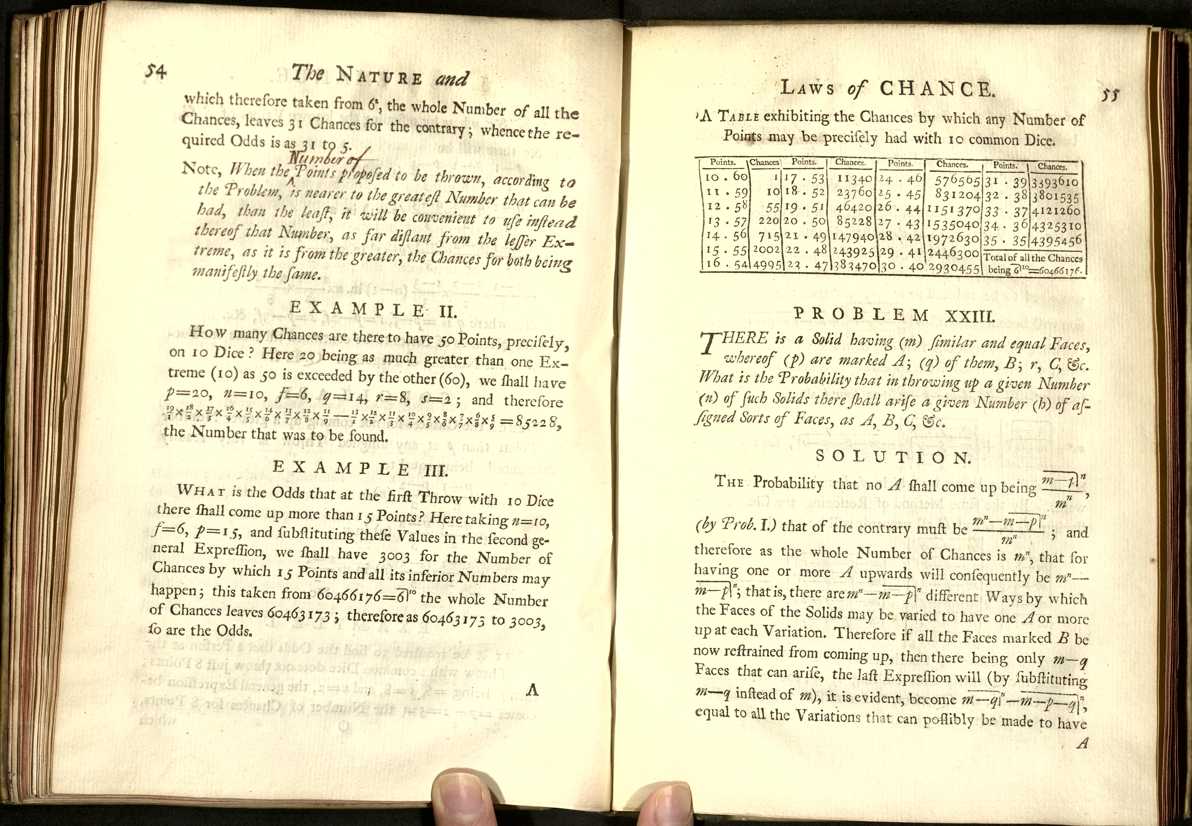 54
The NATURE and
which therefore taken from 6², the whole Number of all the
Chances, leaves 31 Chances for the contrary; whence the re-
quired Odds is as 31 to 5.
Number of
NOTE, When the ‸ Points proposed to be thrown, according to
the Problem, is nearer to the greatest Number that can be
had, than the least, it will be convenient to use instead
thereof that Number, as far distant from the lesser Ex-
treme, as it is from the greater, the Chances for both being
manifestly the same.
EXAMPLE II.
HOW many Chances are there to have 50 Points, precisely,
on 10 Dice? Here 20 being as much greater than one Ex-
treme (10) as 50 is exceeded by the other (60), we shall have
p=20, n=10, f=6, q=14, r=8, s=2; and therefore
=85228,
the Number that was to be found.
EXAMPLE III.
WHAT is the Odds that at the first Throw with 10 Dice
there shall come up more than 15 Points? Here taking n=10,
f=6, p=15, and substituting these Values in the second ge-
neral Expression, we shall have 3003 for the Number of
Chances by which 15 Points and all its inferior Numbers may
happen; this taken from 60466176=6|¹⁰ the whole Number
of Chances leaves 60463173; therefore as 60463173 to 3003,
so are the Odds.
A
LAWS of CHANCE.
55
A TABLE exhibiting the Chances by which any Number of
Points may be precisely had with 10 common Dice.
Points. Chances Points. Chances. Points. Chances. Points. Chances.
10 . 60 1 17 . 53 11340 24 . 46 576565 31 . 39 3393610
11 . 59 10 18 . 52 23760 25 . 45 831204 32 . 38 3801535
12 . 58 55 19 . 51 46420 26 . 44 1151370 33 . 37 4121260
13 . 57 220 20 . 50 85228 27 . 43 1535040 34 . 36 4325310
14 . 56 715 21 . 49 147940 28 . 42 1972630 35 . 35 4395456
15 . 55 2002 22 . 48 243925 29 . 41 2446300 Total of all the Chances
16 . 54 4995 23 . 47 383470 30 . 40 2930455 being 6|¹⁰=60466176.
PROBLEM XXIII.
THERE is a Solid having (m) similar and equal Faces,
whereof (p) are marked A; (q) of them, B; r, C, &c.
What is the Probability that in throwing up a given Number
(n) of such Solids there shall arise a given Number (h) of as-
signed Sorts of Faces, as A, B, C, &c.
SOLUTION.
THE Probability that no A shall come up being m—p|ⁿ / mⁿ,
(by Prob. I.) that of the contrary must be mⁿ—m—p|ⁿ / mⁿ; and
therefore as the whole Number of Chances is mⁿ, that for
having one or more A upwards will consequently be mⁿ—
m—p|ⁿ; that is, there are mⁿ—m—p|ⁿ different Ways by which
the Faces of the Solids may be varied to have one A or more
up at each Variation. Therefore if all the Faces marked B be
now restrained from coming up, then there being only m—q
Faces that can arise, the last Expression will (by substituting
m—q instead of m), it is evident, become m—q|ⁿ—m—p—q|ⁿ,
equal to all the Variations that can possibly be made to have
A